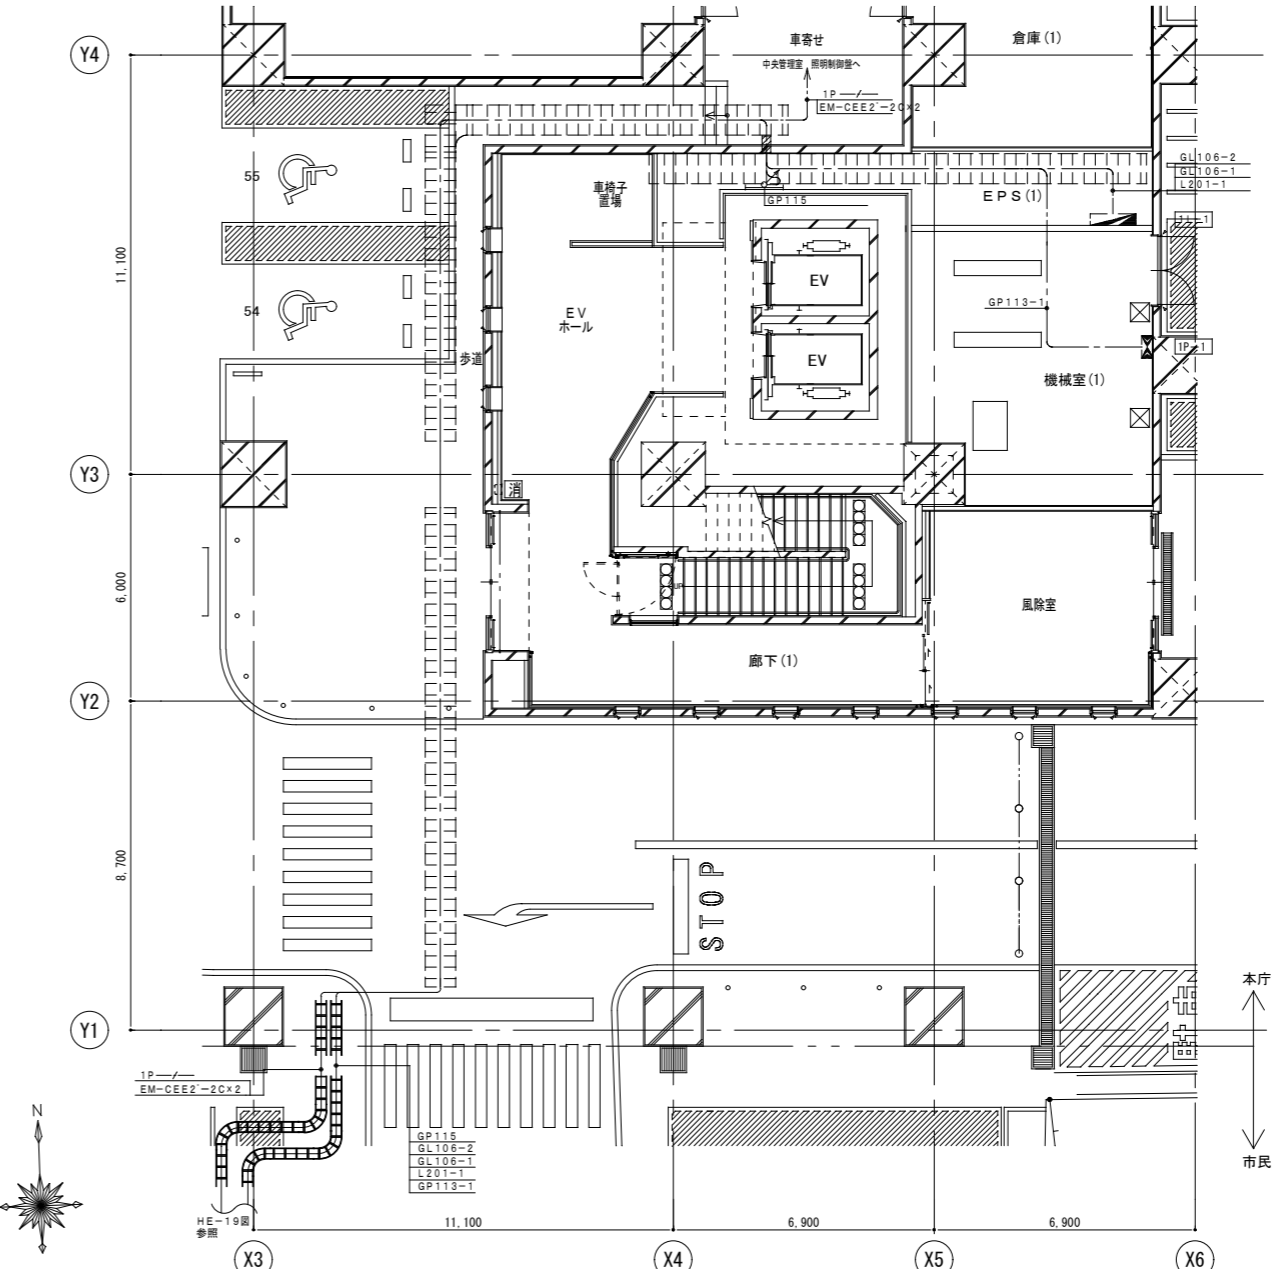 Y4
車寄せ
倉庫(1)
中央管理室 照明制御盤へ
1P
EM-CEE2゜-2C×2
GL106-2
GL106-1
L201-1
55
車椅子
置場
GP115
EPS(1)
1L-1
11,100
EV
54
EV
ホール
GP113-1
歩道
EV
1P-1
機械室(1)
Y3
消
6,000
UP
風除室
廊下(1)
Y2
8,700
STOP
本庁
Y1
1P
EM-CEE2゜-2C×2
N
GP115
GL106-2
GL106-1
L201-1
GP113-1
市民
HE-19図
参照
11,100
6,900
6,900
X3
X4
X5
X6